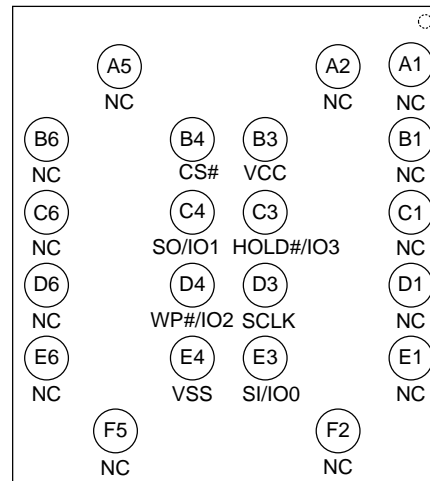 A5 A2 A1
NC NC NC
B6 B4 B3 B1
NC CS# VCC NC
C6 C4 C3 C1
NC SO/IO1 HOLD#/IO3 NC
D6 D4 D3 D1
NC WP#/IO2 SCLK NC
E6 E4 E3 E1
NC VSS SI/IO0 NC
F5 F2
NC NC